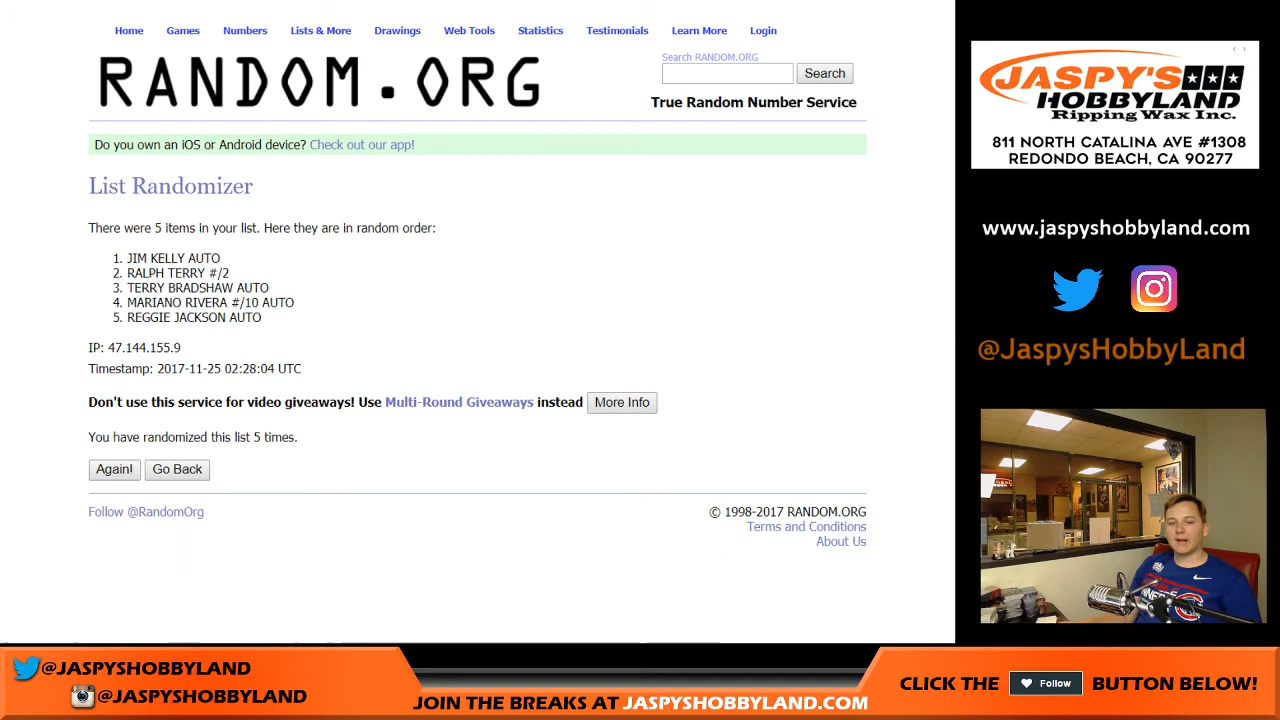 Home Games Numbers Lists & More Drawings Web Tools Statistics Testimonials Learn More Login
RANDOM.ORG
Search RANDOM.ORG
Search
True Random Number Service
Do you own an iOS or Android device? Check out our app!
List Randomizer
There were 5 items in your list. Here they are in random order:
1. JIM KELLY AUTO
2. RALPH TERRY #/2
3. TERRY BRADSHAW AUTO
4. MARIANO RIVERA #/10 AUTO
5. REGGIE JACKSON AUTO
IP: 47.144.155.9
Timestamp: 2017-11-25 02:28:04 UTC
Don't use this service for video giveaways! Use Multi-Round Giveaways instead More Info
You have randomized this list 5 times.
Again! Go Back
Follow @RandomOrg
© 1998-2017 RANDOM.ORG
Terms and Conditions
About Us
JASPY'S
HOBBYLAND
Ripping Wax Inc.
811 NORTH CATALINA AVE #1308
REDONDO BEACH, CA 90277
www.jaspyshobbyland.com
@JaspysHobbyLand
@JASPYSHOBBYLAND
@JASPYSHOBBYLAND
JOIN THE BREAKS AT JASPYSHOBBYLAND.COM
CLICK THE Follow BUTTON BELOW!